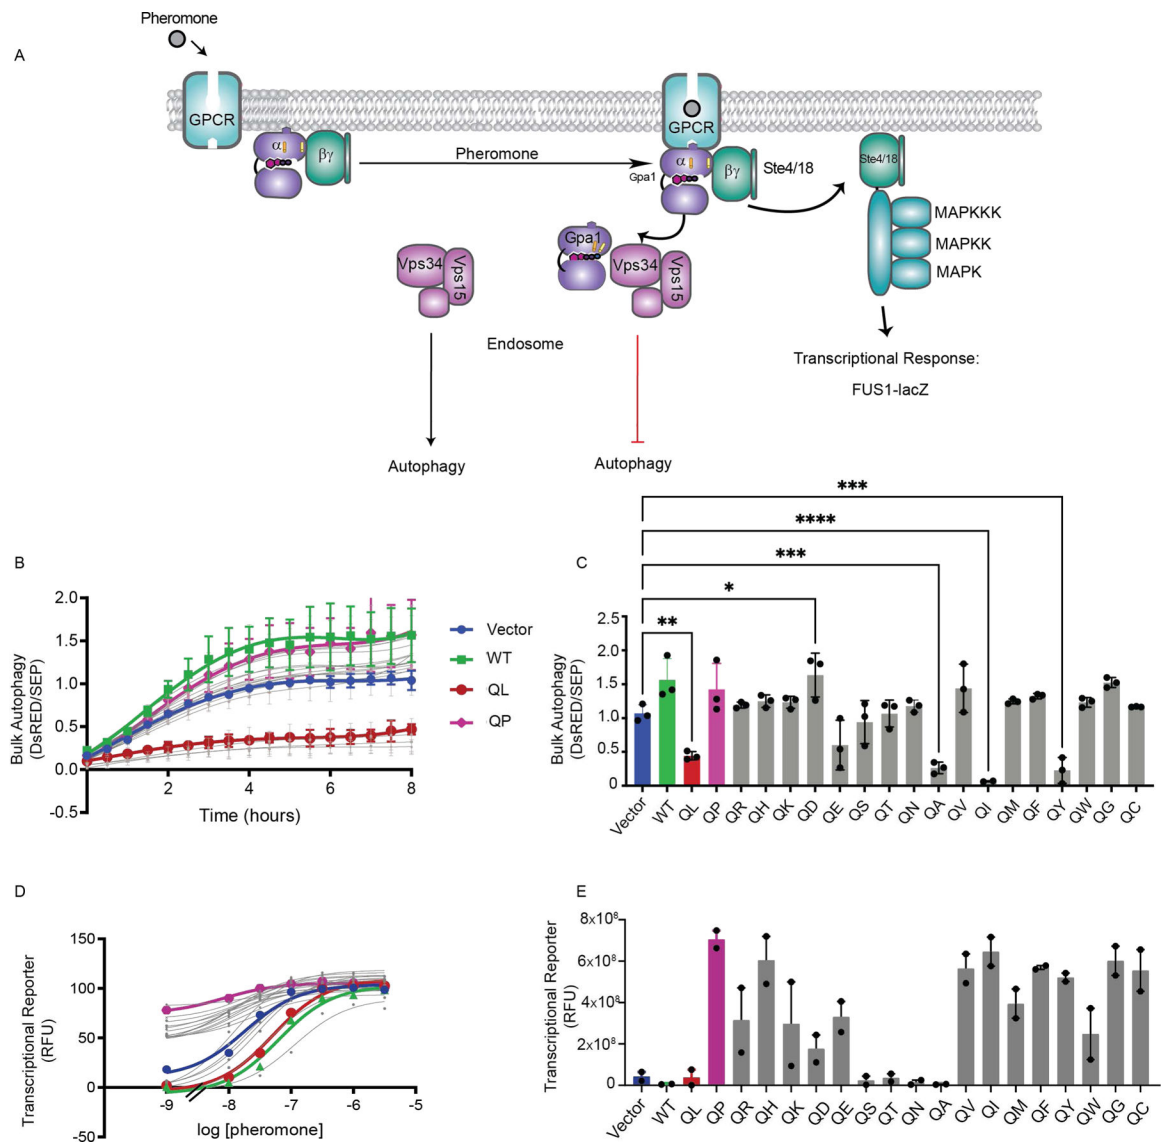 A
Pheromone
GPCR
α
βγ
Pheromone
GPCR
α
Gpa1
βγ
Ste4/18
Ste4/18
MAPKKK
MAPKK
MAPK
Gpa1
Vps34
Vps15
Vps34
Vps15
Endosome
Transcriptional Response:
FUS1-lacZ
Autophagy
Autophagy
B
Bulk Autophagy
(DsRED/SEP)
2.0
1.5
1.0
0.5
0.0
-0.5
2
4
6
8
Time (hours)
Vector
WT
QL
QP
C
***
****
***
*
**
Bulk Autophagy
(DsRED/SEP)
2.5
2.0
1.5
1.0
0.5
0
Vector
WT
QL
QP
QR
QH
QK
QD
QE
QS
QT
QN
QA
QV
QI
QM
QF
QY
QW
QG
QC
D
Transcriptional Reporter
(RFU)
150
100
50
0
-50
-9
-8
-7
-6
-5
log [pheromone]
E
Transcriptional Reporter
(RFU)
8x10⁸
6x10⁸
4x10⁸
2x10⁸
0
Vector
WT
QL
QP
QR
QH
QK
QD
QE
QS
QT
QN
QA
QV
QI
QM
QF
QY
QW
QG
QC